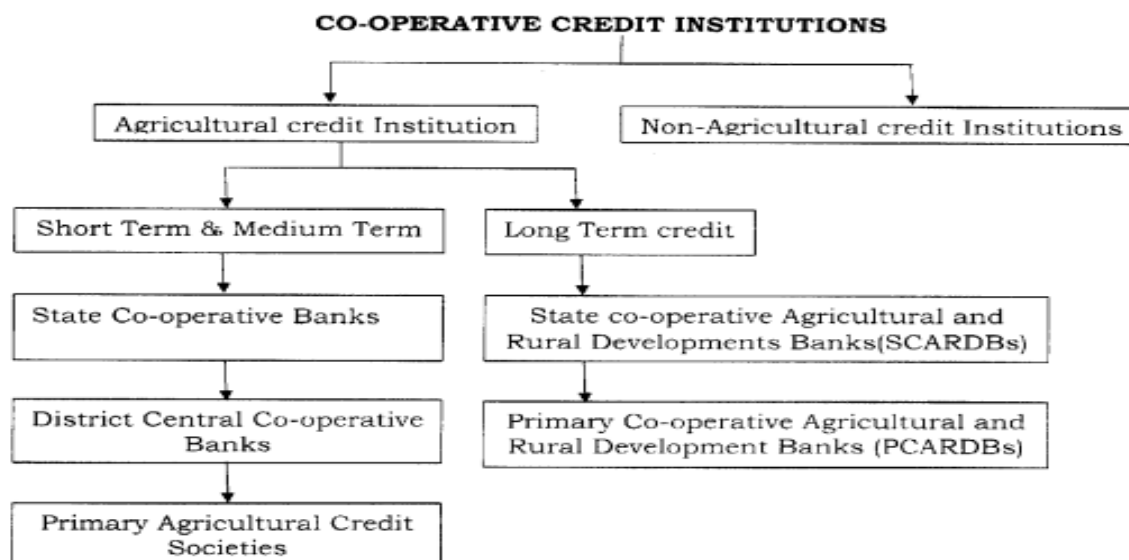 CO-OPERATIVE CREDIT INSTITUTIONS
Agricultural credit Institution
Non-Agricultural credit Institutions
Short Term & Medium Term
Long Term credit
State Co-operative Banks
State co-operative Agricultural and
Rural Developments Banks(SCARDBs)
District Central Co-operative
Banks
Primary Co-operative Agricultural and
Rural Development Banks (PCARDBs)
Primary Agricultural Credit
Societies